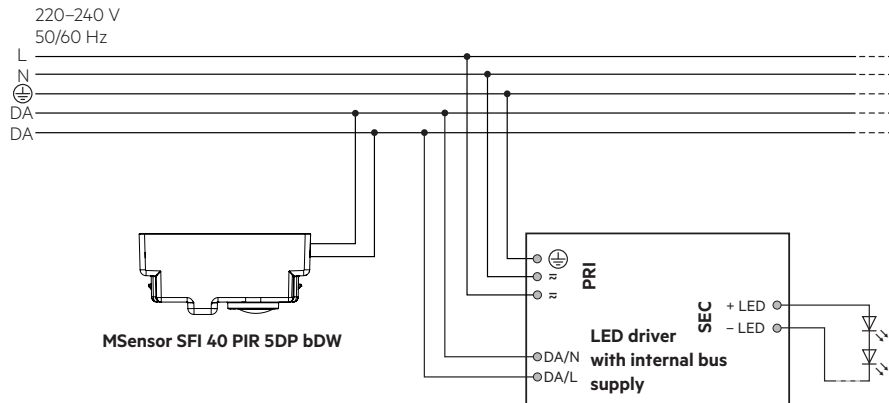 220–240 V
50/60 Hz
L
N
DA
DA
PRI
≂
≂
SEC
+ LED
– LED
MSensor SFI 40 PIR 5DP bDW
LED driver
with internal bus
supply
DA/N
DA/L